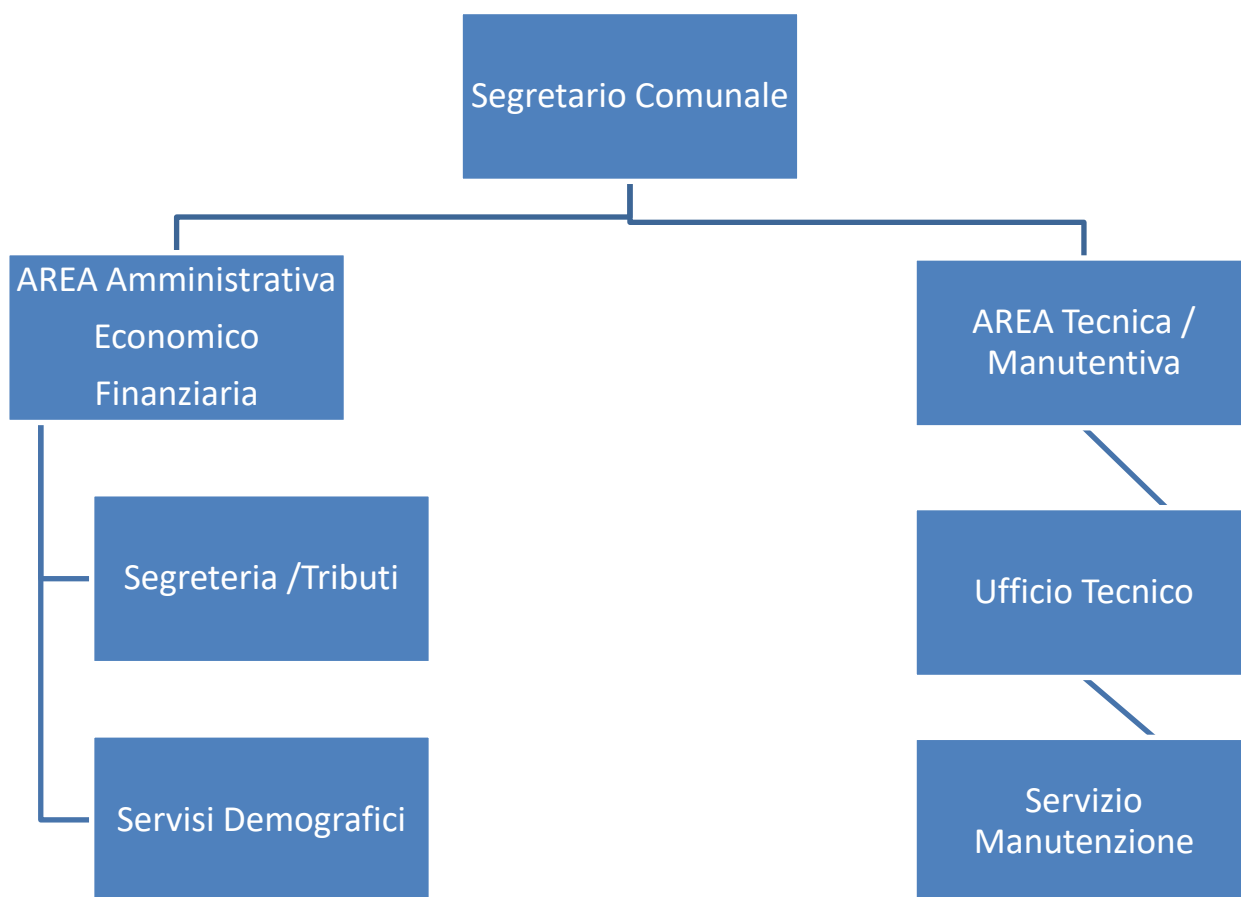 Segretario Comunale
AREA Amministrativa
Economico
Finanziaria
AREA Tecnica /
Manutentiva
Segreteria /Tributi
Ufficio Tecnico
Servisi Demografici
Servizio
Manutenzione